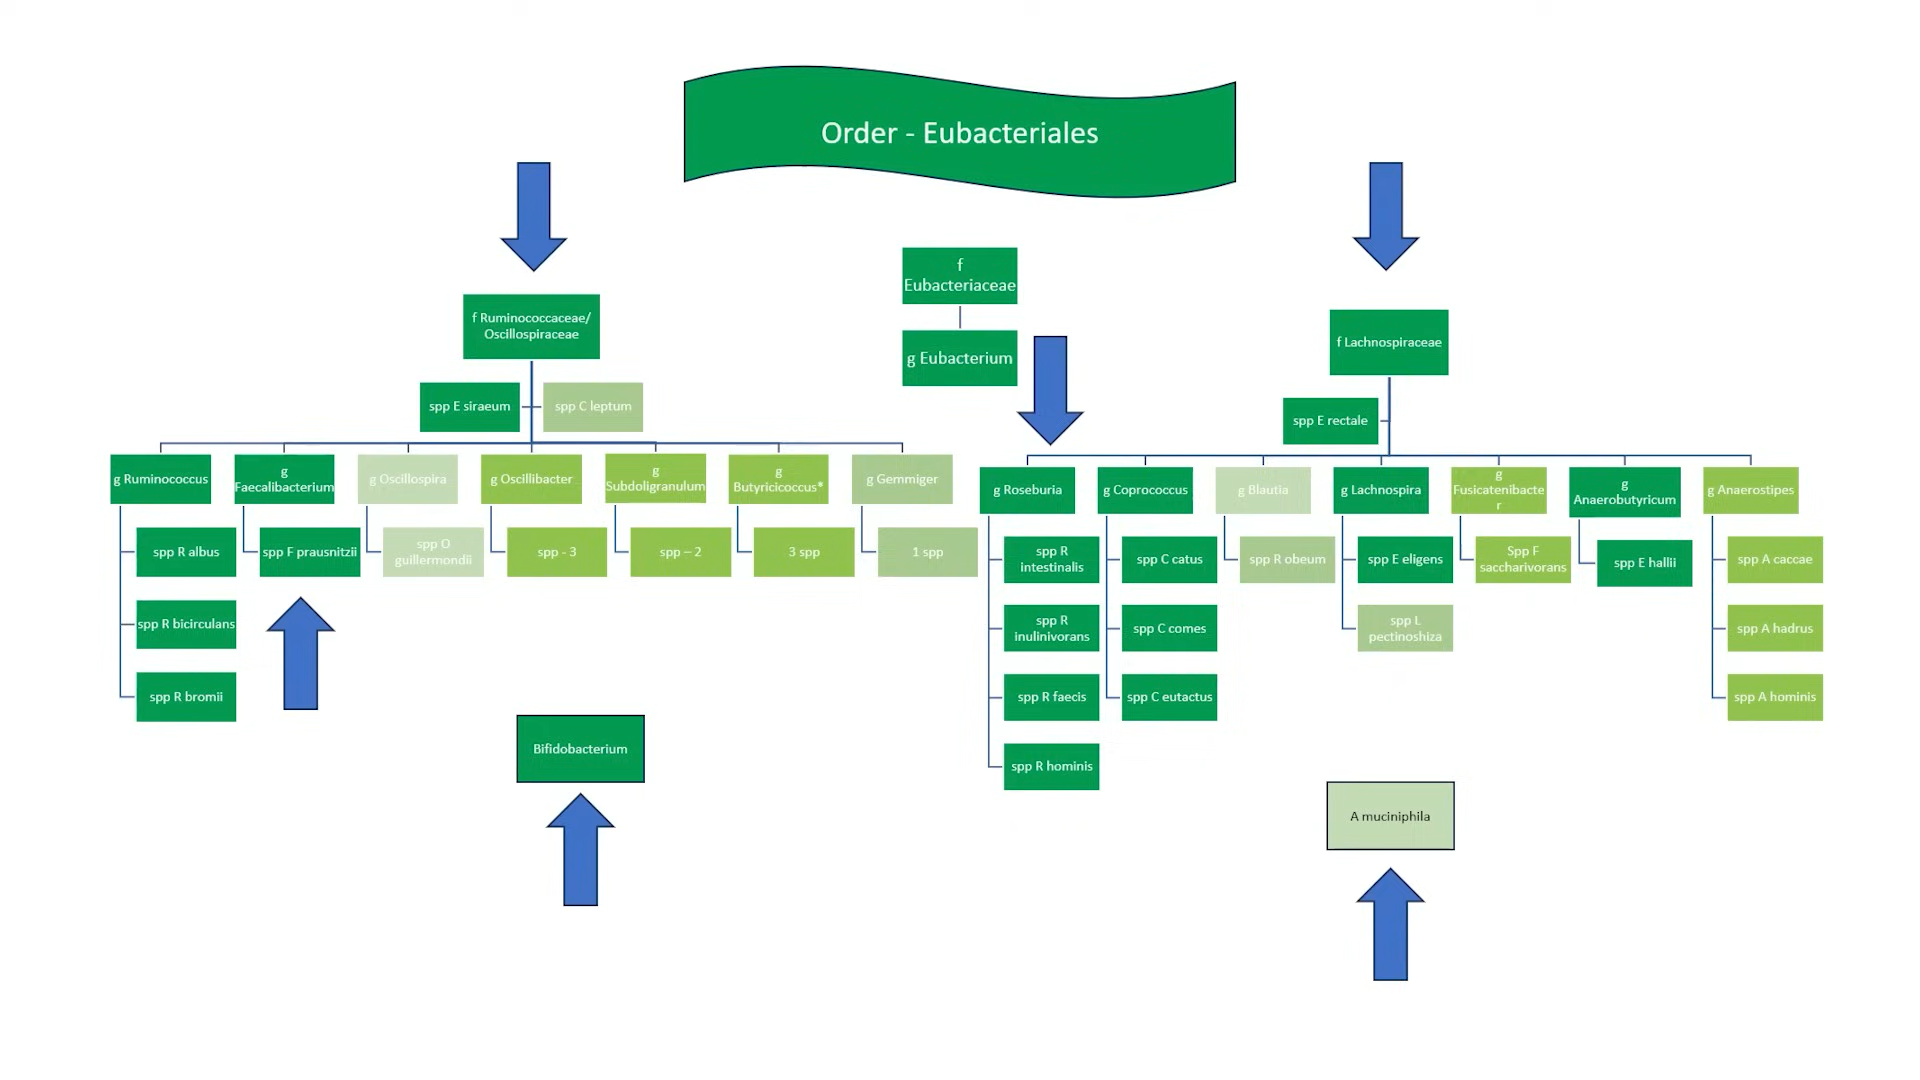 Order - Eubacteriales
f
Eubacteriaceae
g Eubacterium
f Ruminococcaceae/
Oscillospiraceae
spp E siraeum
spp C leptum
g Ruminococcus
spp R albus
spp R bicirculans
spp R bromii
g
Faecalibacterium
spp F prausnitzii
g Oscillospira
spp O
guillermondii
g Oscillibacter
spp - 3
g
Subdoligranulum
spp – 2
g
Butyricicoccus*
3 spp
g Gemmiger
1 spp
f Lachnospiraceae
spp E rectale
g Roseburia
spp R
intestinalis
spp R
inulinivorans
spp R faecis
spp R hominis
g Coprococcus
spp C catus
spp C comes
spp C eutactus
g Blautia
spp R obeum
g Lachnospira
spp E eligens
spp L
pectinoshiza
g
Fusicatenibacte
r
Spp F
saccharivorans
g
Anaerobutyricum
spp E hallii
g Anaerostipes
spp A caccae
spp A hadrus
spp A hominis
Bifidobacterium
A muciniphila